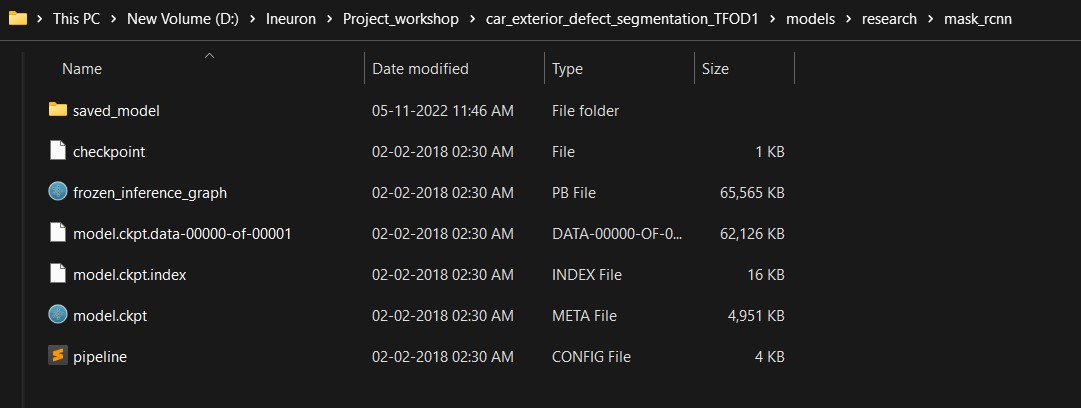 This PC > New Volume (D:) > Ineuron > Project_workshop > car_exterior_defect_segmentation_TFOD1 > models > research > mask_rcnn
Name Date modified Type Size
saved_model 05-11-2022 11:46 AM File folder
checkpoint 02-02-2018 02:30 AM File 1 KB
frozen_inference_graph 02-02-2018 02:30 AM PB File 65,565 KB
model.ckpt.data-00000-of-00001 02-02-2018 02:30 AM DATA-00000-OF-0... 62,126 KB
model.ckpt.index 02-02-2018 02:30 AM INDEX File 16 KB
model.ckpt 02-02-2018 02:30 AM META File 4,951 KB
pipeline 02-02-2018 02:30 AM CONFIG File 4 KB